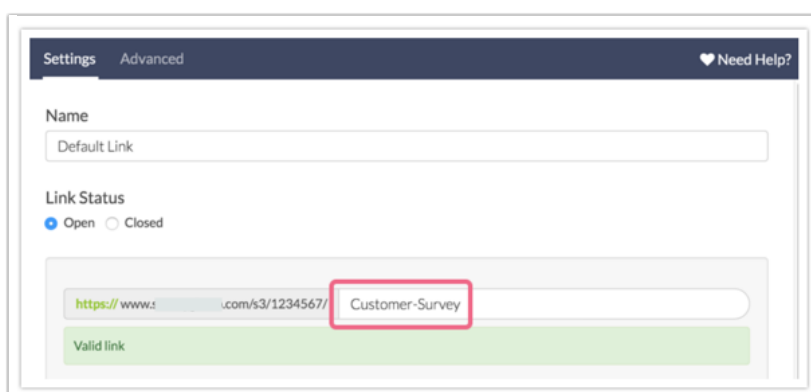 Settings Advanced Need Help?
Name
Default Link
Link Status
Open Closed
https:// www.s .com/s3/1234567/ Customer-Survey
Valid link